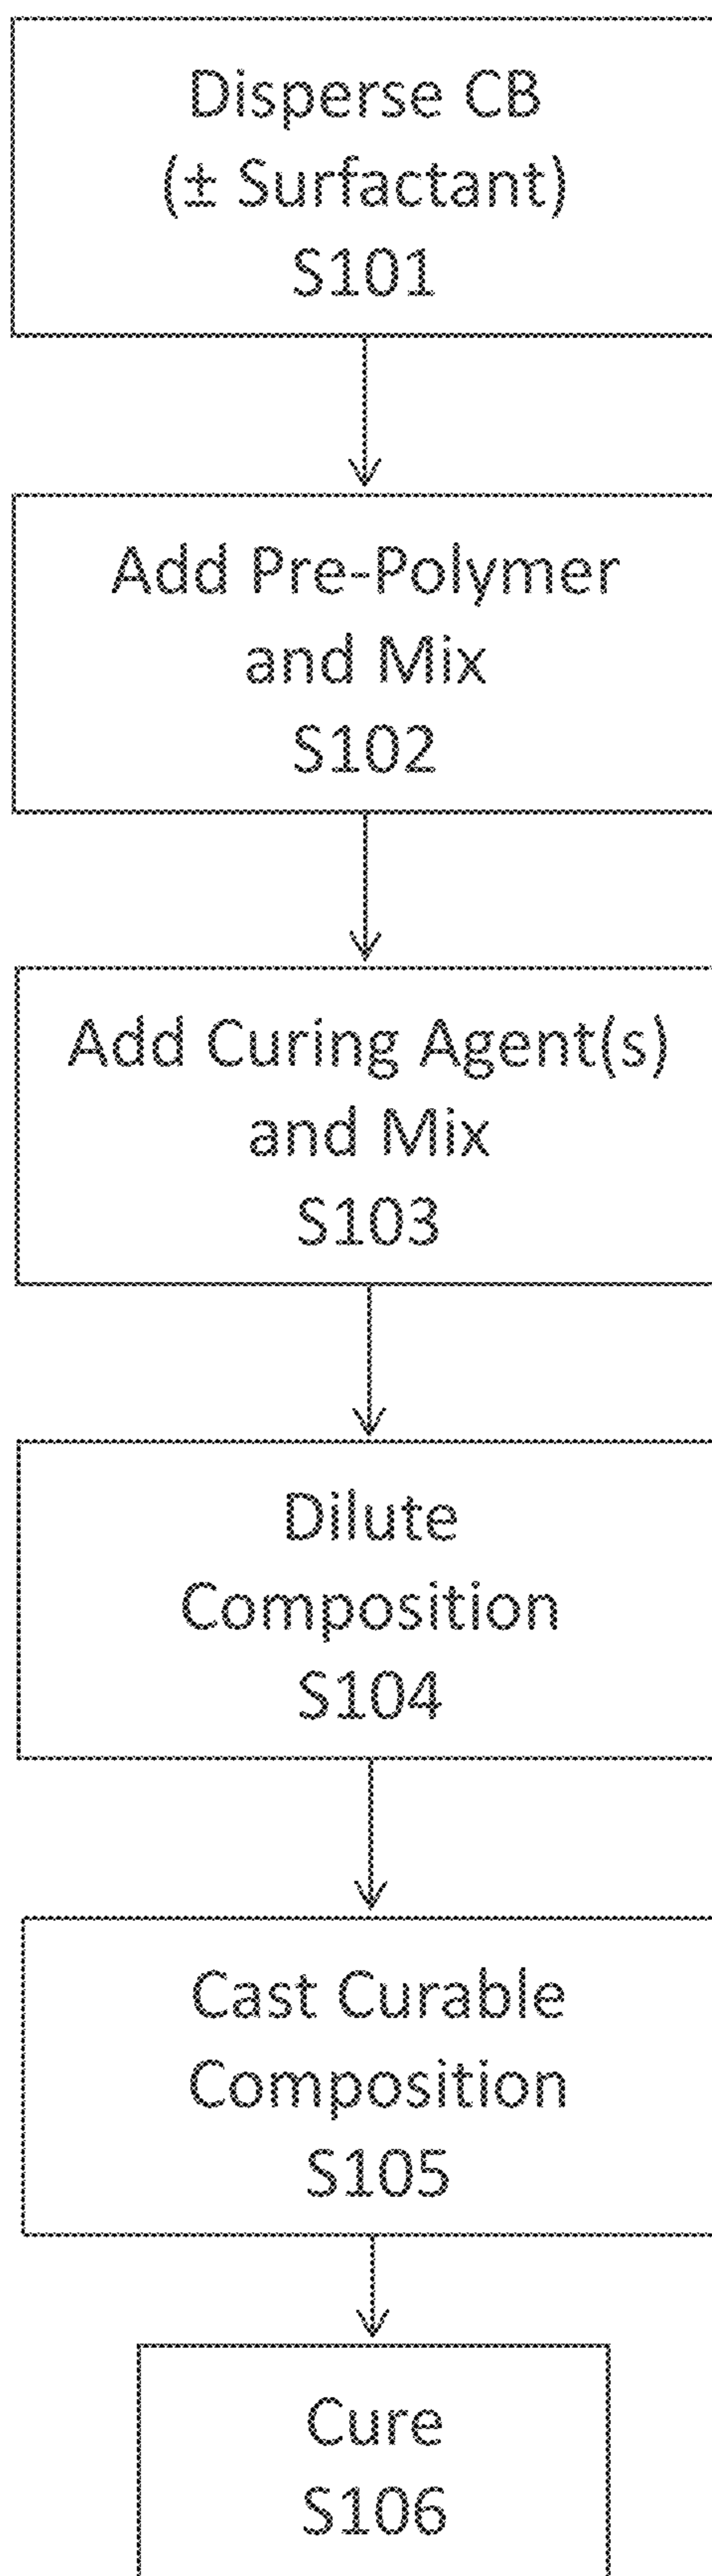 Disperse CB
(± Surfactant)
S101
Add Pre-Polymer
and Mix
S102
Add Curing Agent(s)
and Mix
S103
Dilute
Composition
S104
Cast Curable
Composition
S105
Cure
S106